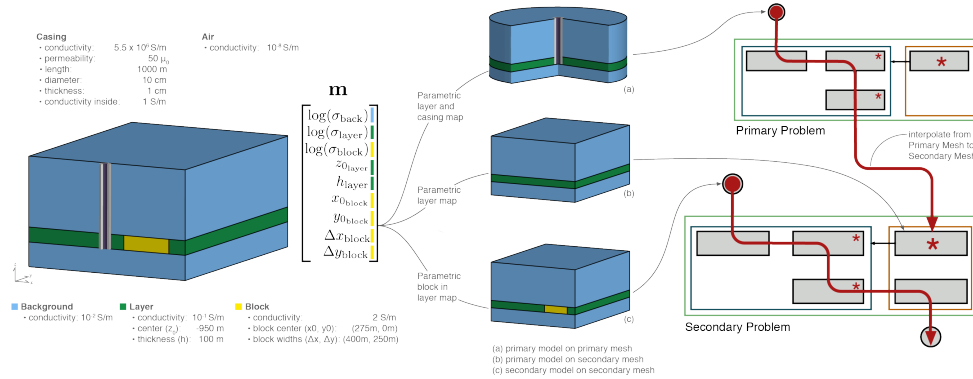 Casing
• conductivity: 5.5 x 10⁶ S/m
• permeability: 50 μ₀
• length: 1000 m
• diameter: 10 cm
• thickness: 1 cm
• conductivity inside: 1 S/m
Air
• conductivity: 10⁻⁸ S/m
m
log(σback)
log(σlayer)
log(σblock)
z0layer
hlayer
x0block
y0block
Δxblock
Δyblock
Background
• conductivity: 10⁻² S/m
Layer
• conductivity: 10⁻¹ S/m
• center (z꜀): -950 m
• thickness (h): 100 m
Block
• conductivity: 2 S/m
• block center (x0, y0): (275m, 0m)
• block widths (Δx, Δy): (400m, 250m)
Parametric
layer and
casing map
Parametric
layer map
Parametric
block in
layer map
(a)
(b)
(c)
(a) primary model on primary mesh
(b) primary model on secondary mesh
(c) secondary model on secondary mesh
*
*
*
Primary Problem
interpolate from
Primary Mesh to
Secondary Mes
*
*
*
Secondary Problem